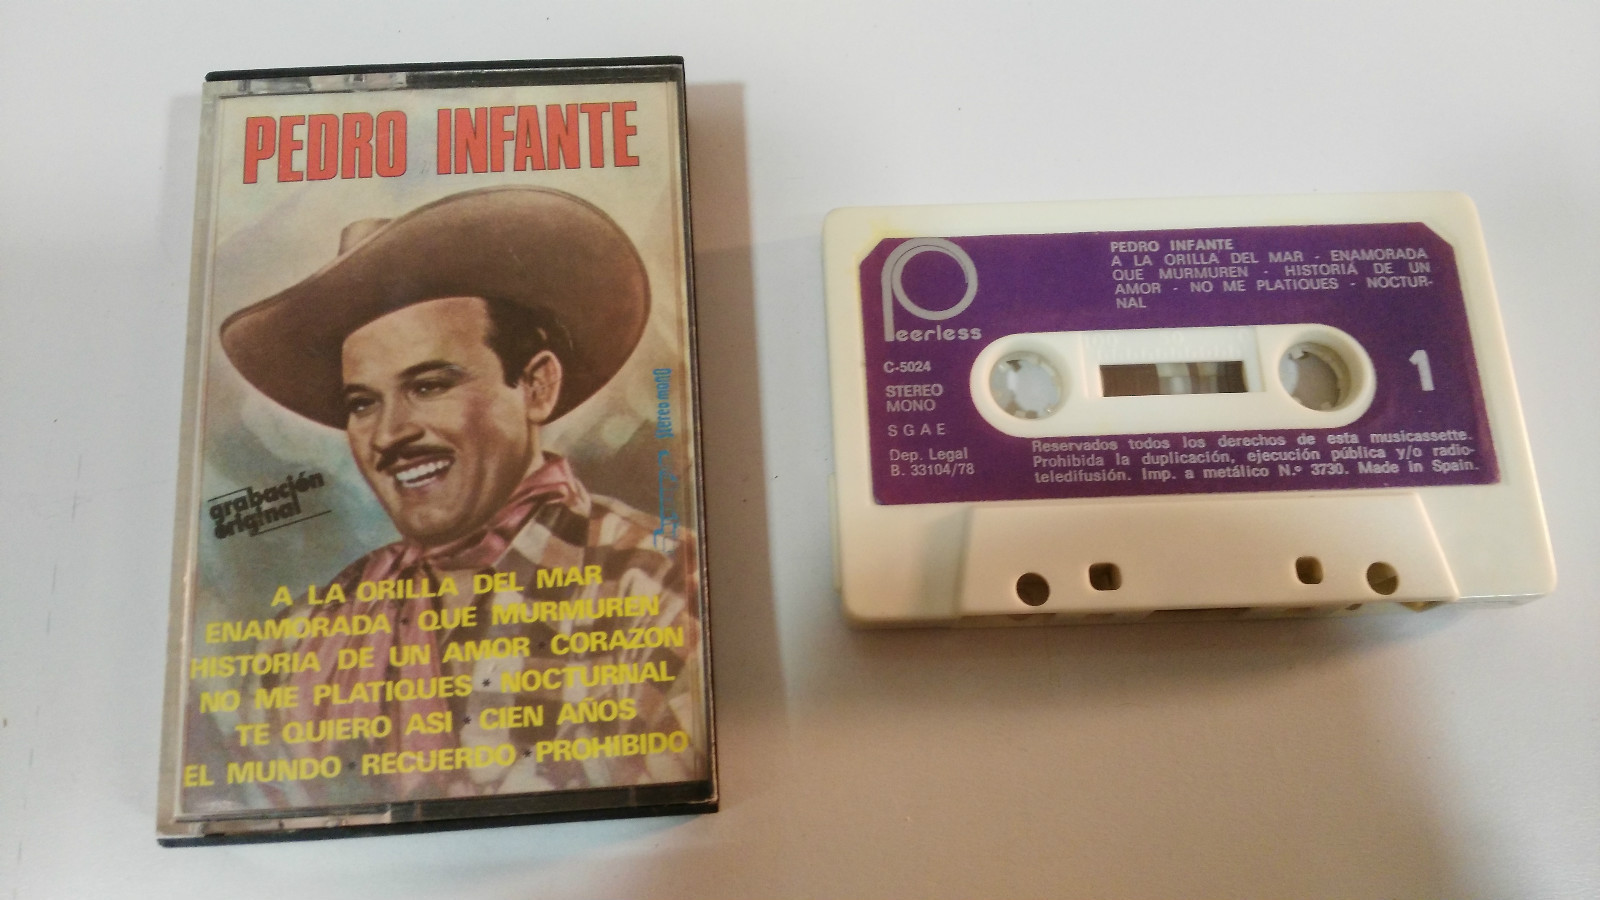 PEDRO INFANTE
Stereo mono
grabación
original
A LA ORILLA DEL MAR
ENAMORADA * QUE MURMUREN
HISTORIA DE UN AMOR * CORAZON
NO ME PLATIQUES * NOCTURNAL
TE QUIERO ASI * CIEN AÑOS
EL MUNDO * RECUERDO * PROHIBIDO
Peerless
PEDRO INFANTE
A LA ORILLA DEL MAR - ENAMORADA
QUE MURMUREN - HISTORIA DE UN
AMOR - NO ME PLATIQUES - NOCTUR-
NAL
C-5024
STEREO
MONO
S G A E
Dep. Legal
B. 33104/78
1
Reservados todos los derechos de esta musicassette.
Prohibida la duplicación, ejecución pública y/o radio-
teledifusión. Imp. a metálico N.º 3730. Made in Spain.